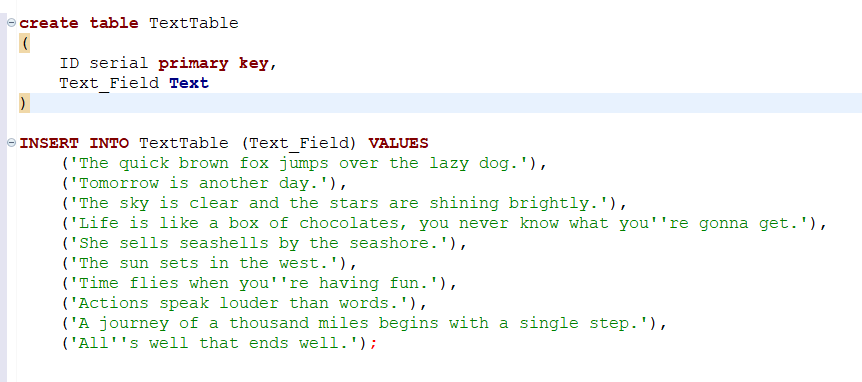 create table TextTable
(
ID serial primary key,
Text_Field Text
)
INSERT INTO TextTable (Text_Field) VALUES
('The quick brown fox jumps over the lazy dog.'),
('Tomorrow is another day.'),
('The sky is clear and the stars are shining brightly.'),
('Life is like a box of chocolates, you never know what you''re gonna get.'),
('She sells seashells by the seashore.'),
('The sun sets in the west.'),
('Time flies when you''re having fun.'),
('Actions speak louder than words.'),
('A journey of a thousand miles begins with a single step.'),
('All''s well that ends well.');